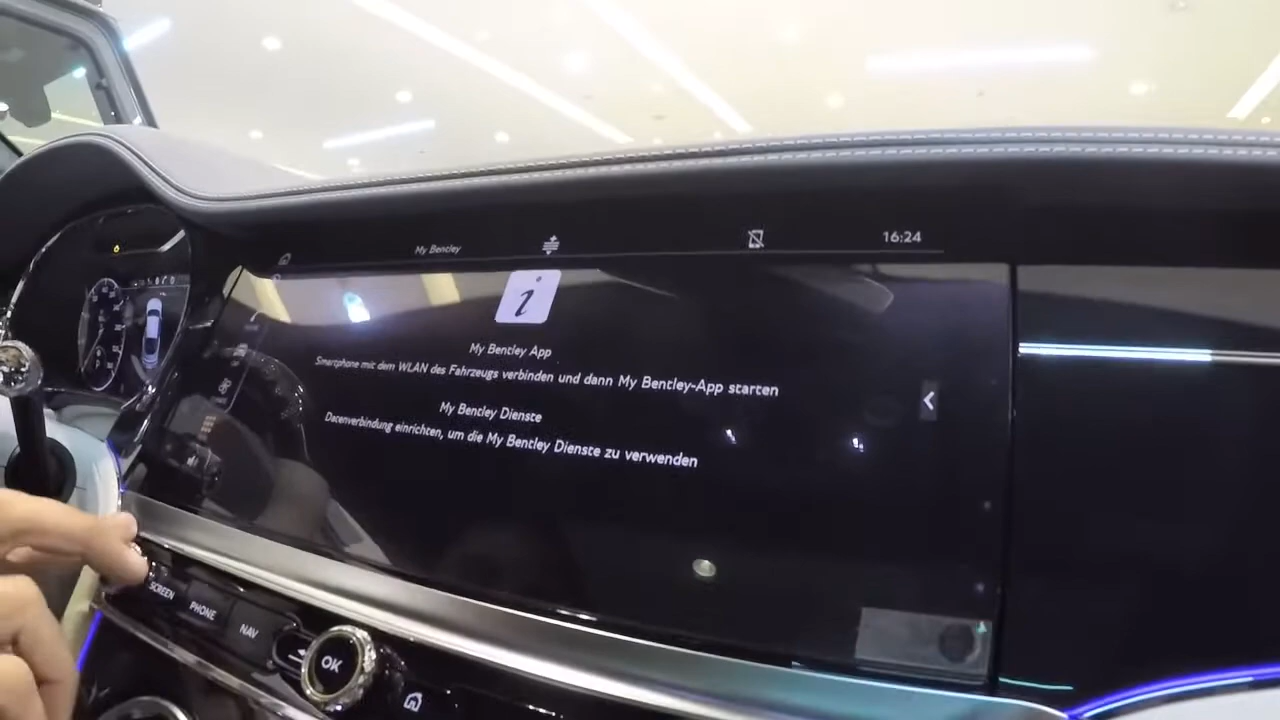 My Bentley
16:24
i
My Bentley App
Smartphone mit dem WLAN des Fahrzeugs verbinden und dann My Bentley-App starten
My Bentley Dienste
Datenverbindung einrichten, um die My Bentley Dienste zu verwenden
SCREEN
PHONE
NAV
OK